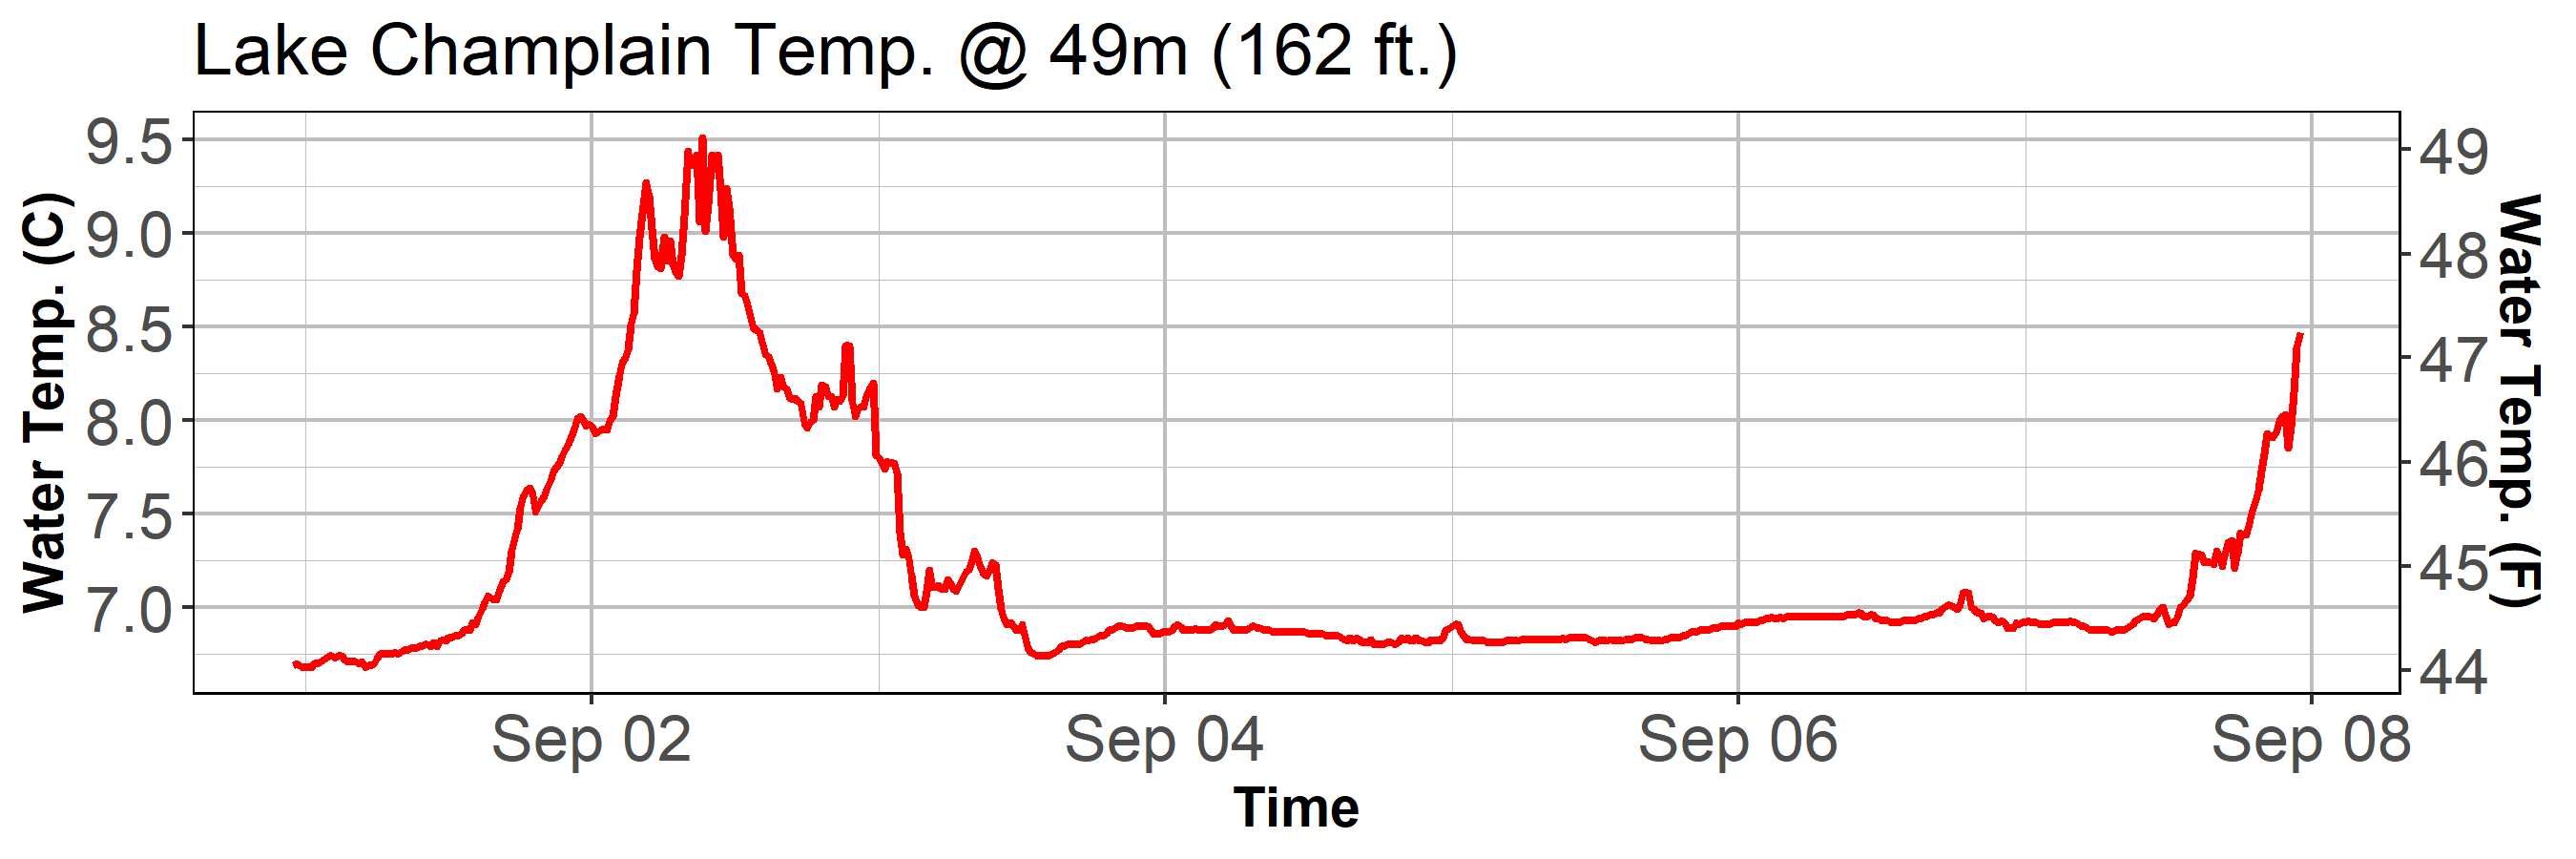 Lake Champlain Temp. @ 49m (162 ft.)
Water Temp. (C)
9.5
9.0
8.5
8.0
7.5
7.0
49
48
47
46
45
44
Water Temp. (F)
Sep 02
Sep 04
Sep 06
Sep 08
Time